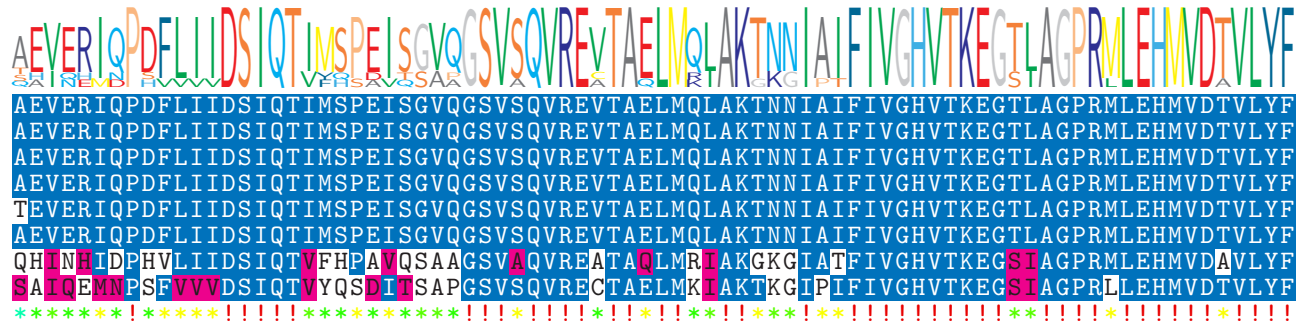 AEVERIQPDFLIIDSIQTIMSPEISGVQGSVSQVREVTAELMQLAKTNNIAIFIVGHVTKEGTLAGPRMLEHMVDTVLYF
AEVERIQPDFLIIDSIQTIMSPEISGVQGSVSQVREVTAELMQLAKTNNIAIFIVGHVTKEGTLAGPRMLEHMVDTVLYF
AEVERIQPDFLIIDSIQTIMSPEISGVQGSVSQVREVTAELMQLAKTNNIAIFIVGHVTKEGTLAGPRMLEHMVDTVLYF
AEVERIQPDFLIIDSIQTIMSPEISGVQGSVSQVREVTAELMQLAKTNNIAIFIVGHVTKEGTLAGPRMLEHMVDTVLYF
AEVERIQPDFLIIDSIQTIMSPEISGVQGSVSQVREVTAELMQLAKTNNIAIFIVGHVTKEGTLAGPRMLEHMVDTVLYF
TEVERIQPDFLIIDSIQTIMSPEISGVQGSVSQVREVTAELMQLAKTNNIAIFIVGHVTKEGTLAGPRMLEHMVDTVLYF
AEVERIQPDFLIIDSIQTIMSPEISGVQGSVSQVREVTAELMQLAKTNNIAIFIVGHVTKEGTLAGPRMLEHMVDTVLYF
QHINHIDPHVLIIDSIQTVFHPAVQSAAGSVAQVREATAQLMRIAKGKGIATFIVGHVTKEGSIAGPRMLEHMVDAVLYF
SAIQEMNPSFVVVDSIQTVYQSDITSAPGSVSQVRECTAELMKIAKTKGIPIFIVGHVTKEGSIAGPRLLEHMVDTVLYF
*******!*****!!!!!**********!!!*!!!!*!!*!!**!!***!**!!!!!!!!!!**!!!!*!!!!!!*!!!!